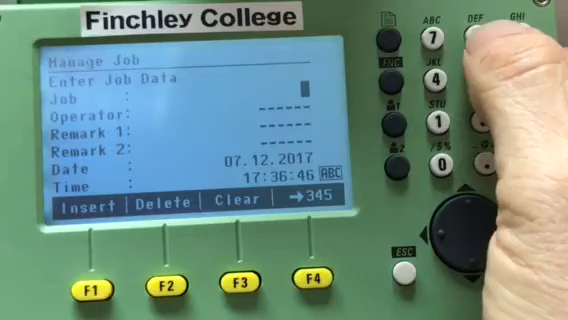 Finchley College
Manage Job
Enter Job Data
Job :
Operator: ------
Remark 1: ------
Remark 2: ------
Date : 07.12.2017
Time : 17:36:46 ABC
Insert Delete Clear →345
F1 F2 F3 F4
ABC DEF GHI
7
FNC JKL
4
1 STU
1
2 /$%
0
ESC